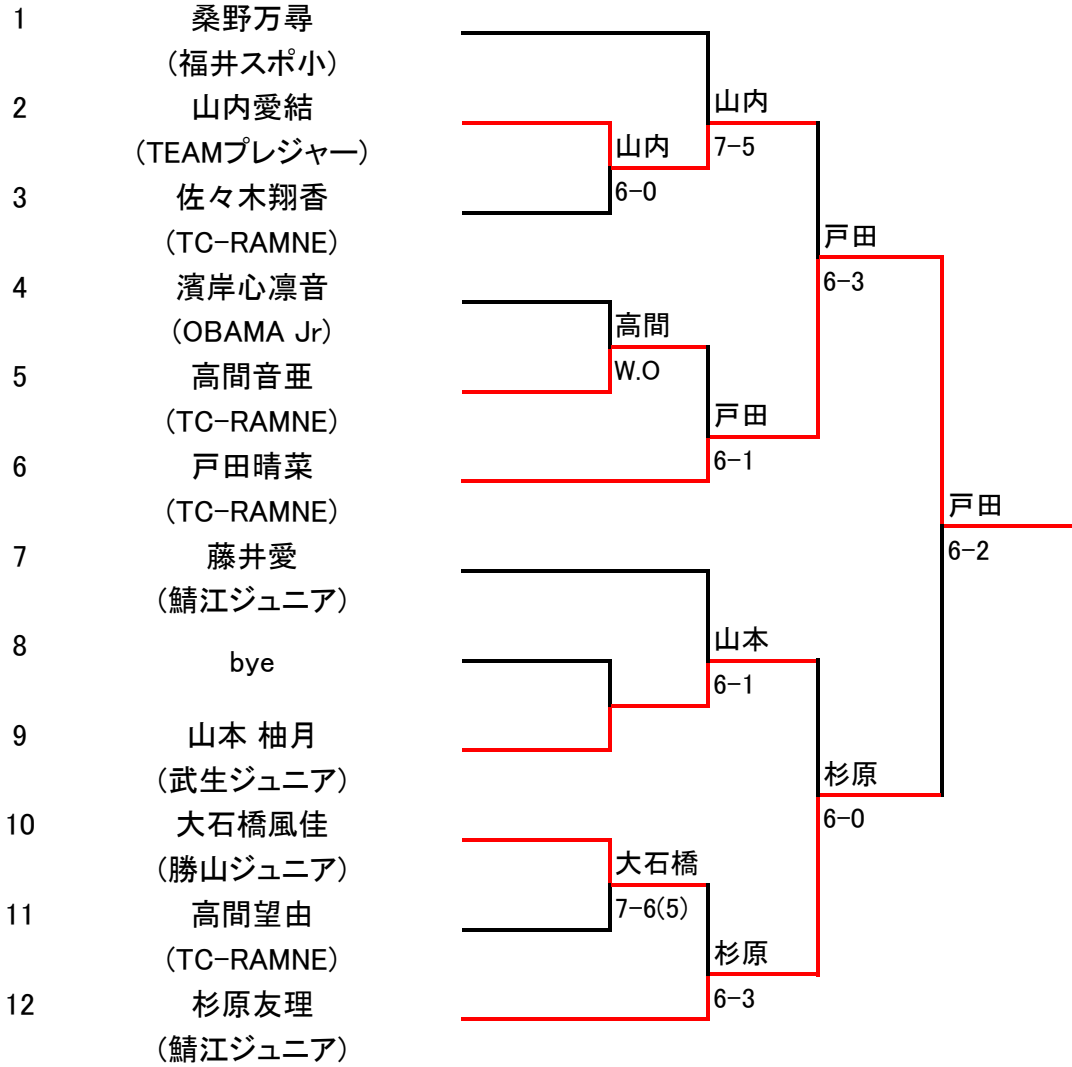 1 桑野万尋
(福井スポ小)
2 山内愛結
(TEAMプレジャー)
3 佐々木翔香
(TC-RAMNE)
4 濱岸心凛音
(OBAMA Jr)
5 高間音亜
(TC-RAMNE)
6 戸田晴菜
(TC-RAMNE)
7 藤井愛
(鯖江ジュニア)
8 bye
9 山本 柚月
(武生ジュニア)
10 大石橋風佳
(勝山ジュニア)
11 高間望由
(TC-RAMNE)
12 杉原友理
(鯖江ジュニア)
山内
6-0
高間
W.O
大石橋
7-6(5)
山内
7-5
戸田
6-1
山本
6-1
杉原
6-3
戸田
6-3
杉原
6-0
戸田
6-2